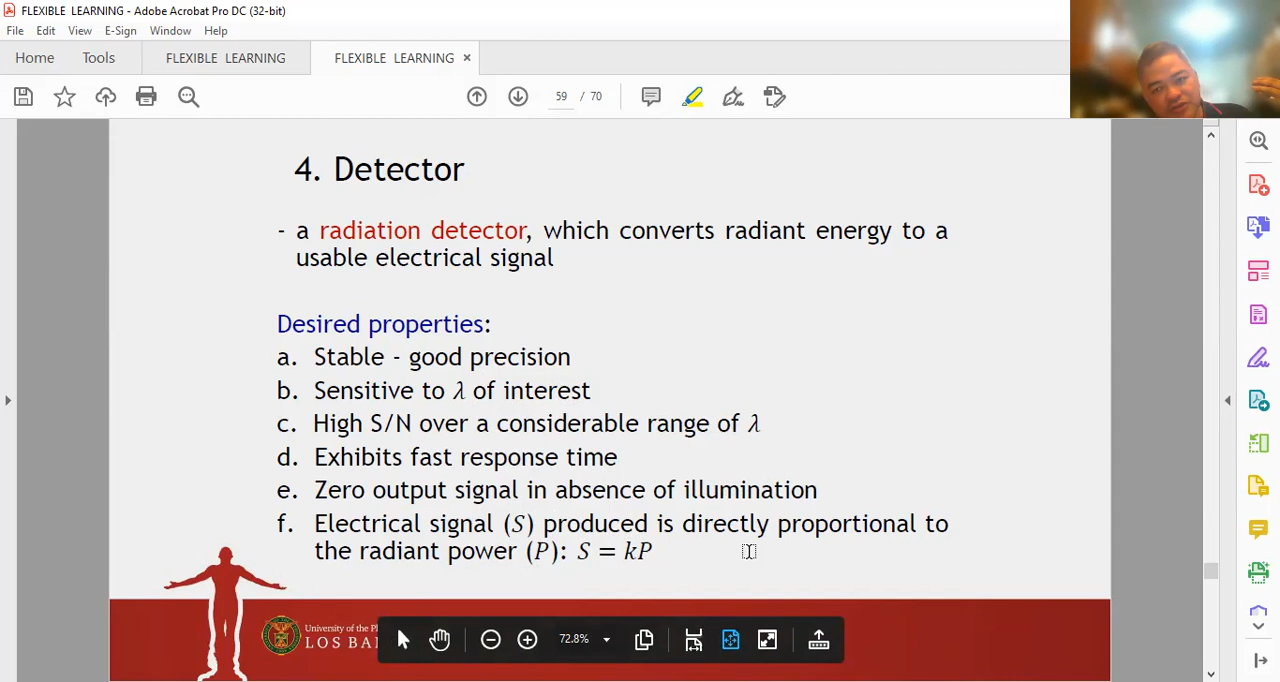 FLEXIBLE LEARNING - Adobe Acrobat Pro DC (32-bit)
File Edit View E-Sign Window Help
Home Tools FLEXIBLE LEARNING FLEXIBLE LEARNING ×
59 / 70
4. Detector
- a radiation detector, which converts radiant energy to a
usable electrical signal
Desired properties:
a. Stable - good precision
b. Sensitive to λ of interest
c. High S/N over a considerable range of λ
d. Exhibits fast response time
e. Zero output signal in absence of illumination
f. Electrical signal (S) produced is directly proportional to
the radiant power (P): S = kP
University of the
LOS
72.8%